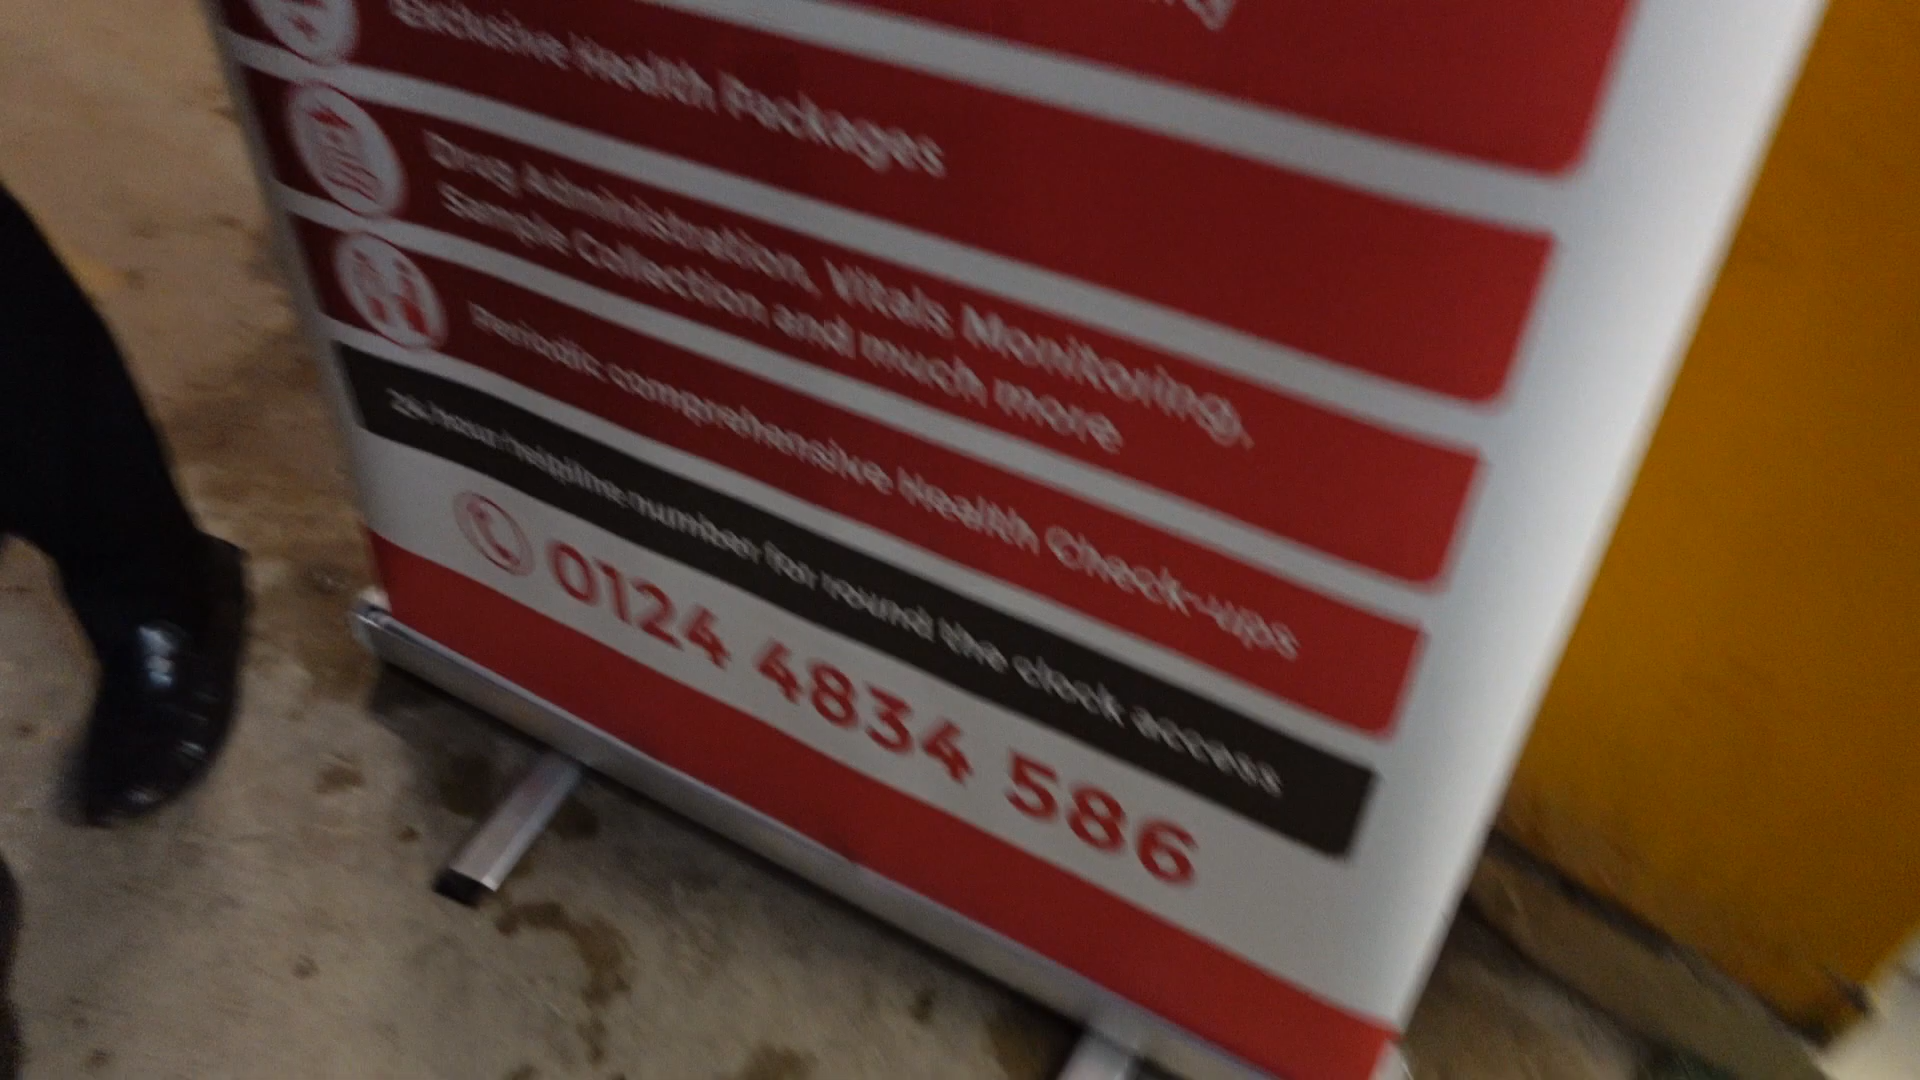 Exclusive Health Packages
Drug Administration, Vitals Monitoring,
Sample Collection and much more
Periodic comprehensive Health Check-ups
24 hour helpline number for round the clock access
0124 4834 586